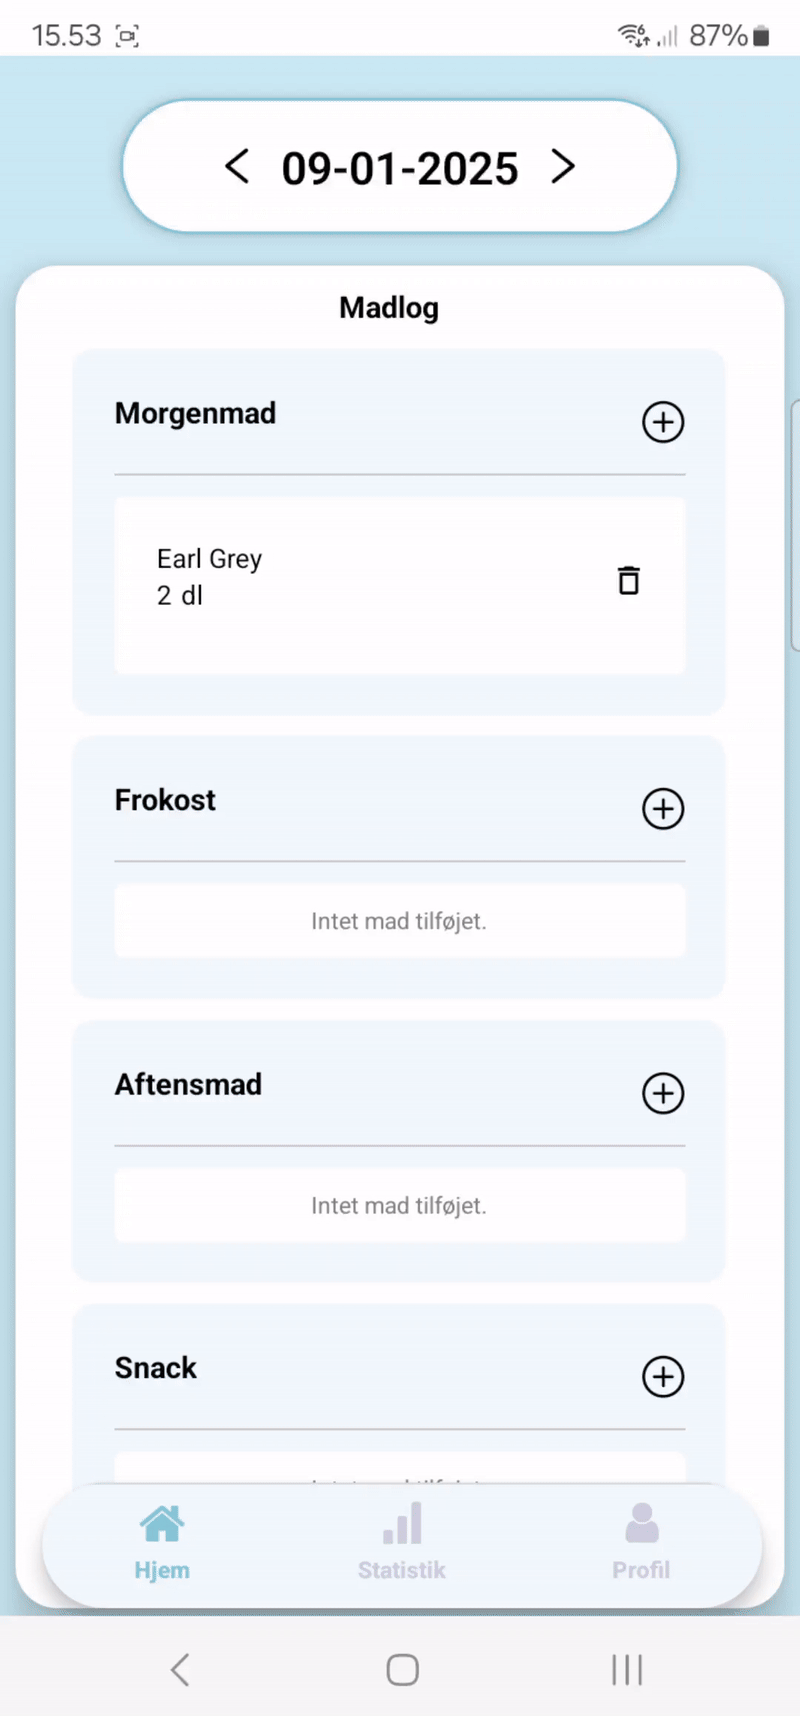 15.53
6
87%
09-01-2025
Madlog
Morgenmad
Earl Grey
2 dl
Frokost
Intet mad tilføjet.
Aftensmad
Intet mad tilføjet.
Snack
Hjem
Statistik
Profil